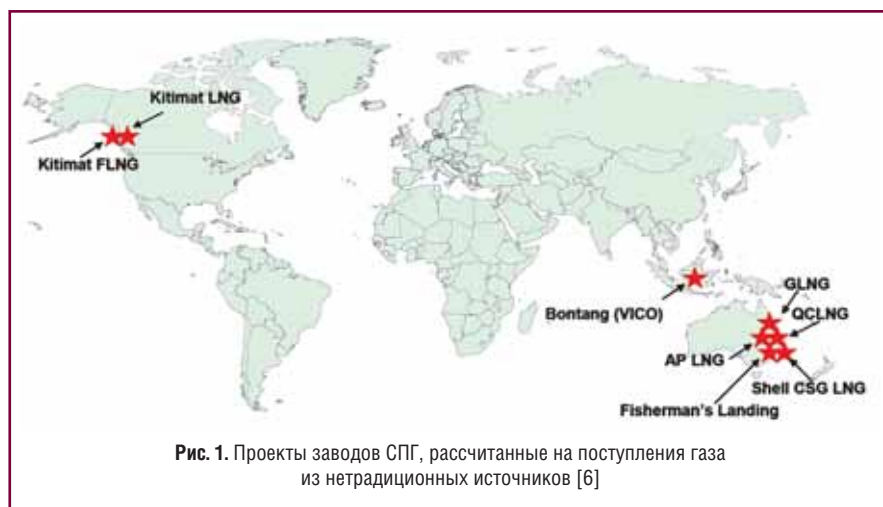 Kitimat LNG
Kitimat FLNG
GLNG
Bontang (VICO)
QCLNG
AP LNG
Shell CSG LNG
Fisherman's Landing
Рис. 1. Проекты заводов СПГ, рассчитанные на поступления газа
из нетрадиционных источников [6]